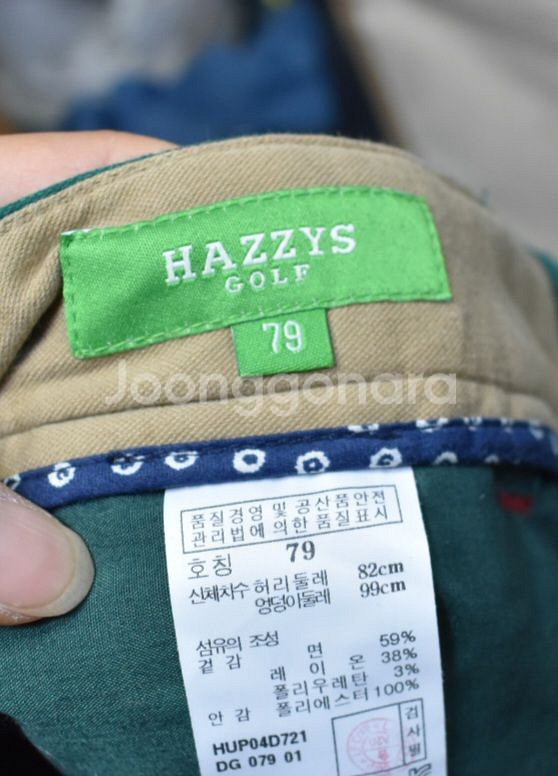 HAZZYS
GOLF
79
Joonggonara
품질경영 및 공산품안전
관리법에 의한 품질표시
호칭 79
신체치수 허리둘레 82cm
엉덩이둘레 99cm
섬유의 조성
겉감 면 59%
레이온 38%
폴리우레탄 3%
안감 폴리에스터 100%
HUP04D721
DG 079 01
검사필